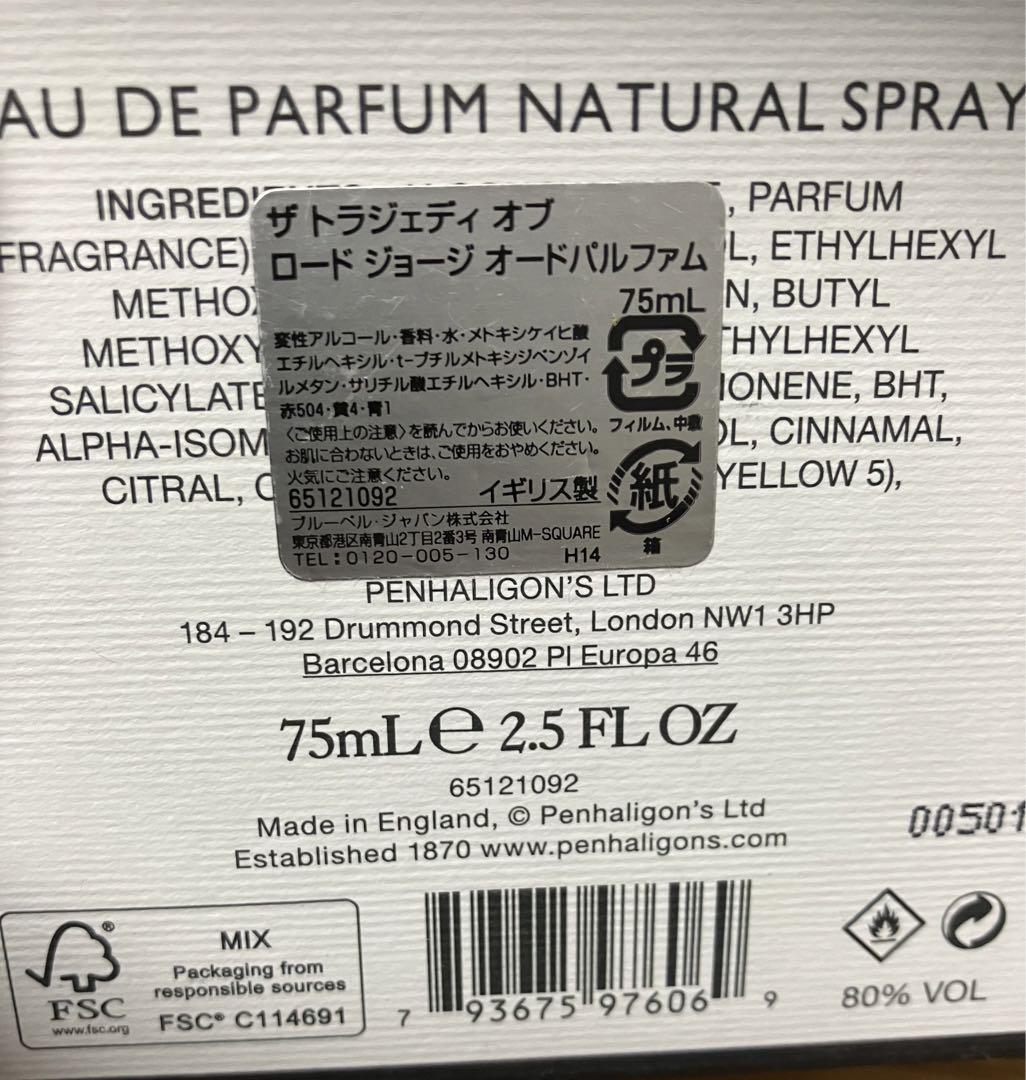 EAU DE PARFUM NATURAL SPRAY
INGREDI , PARFUM
FRAGRANCE) L, ETHYLHEXYL
METHOX N, BUTYL
METHOXY THYLHEXYL
SALICYLATE IONENE, BHT,
ALPHA-ISOM OL, CINNAMAL,
CITRAL, C YELLOW 5),
ザ トラジェディ オブ
ロード ジョージ オードパルファム
75mL
変性アルコール・香料・水・メトキシケイヒ酸
エチルヘキシル・t-ブチルメトキシジベンゾイ
ルメタン・サリチル酸エチルヘキシル・BHT・
赤504・黄4・青1
〈ご使用上の注意〉を読んでからお使いください。
お肌に合わないときは、ご使用をおやめください。
火気にご注意ください。
65121092 イギリス製
ブルーベル・ジャパン株式会社
東京都港区南青山2丁目2番3号 南青山M-SQUARE
TEL:0120-005-130 H14
プラ
フィルム、中敷
紙
箱
PENHALIGON'S LTD
184 – 192 Drummond Street, London NW1 3HP
Barcelona 08902 Pl Europa 46
75mL e 2.5 FL OZ
65121092
Made in England, © Penhaligon's Ltd
Established 1870 www.penhaligons.com
00501
FSC
www.fsc.org
MIX
Packaging from
responsible sources
FSC® C114691
7 93675 97606 9
80% VOL